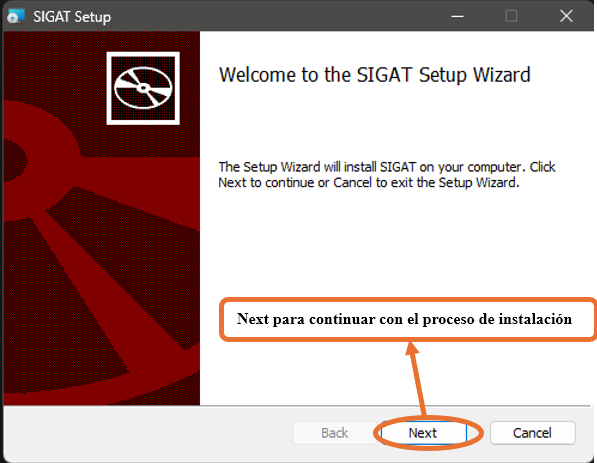 SIGAT Setup
Welcome to the SIGAT Setup Wizard
The Setup Wizard will install SIGAT on your computer. Click
Next to continue or Cancel to exit the Setup Wizard.
Next para continuar con el proceso de instalación
Back
Next
Cancel